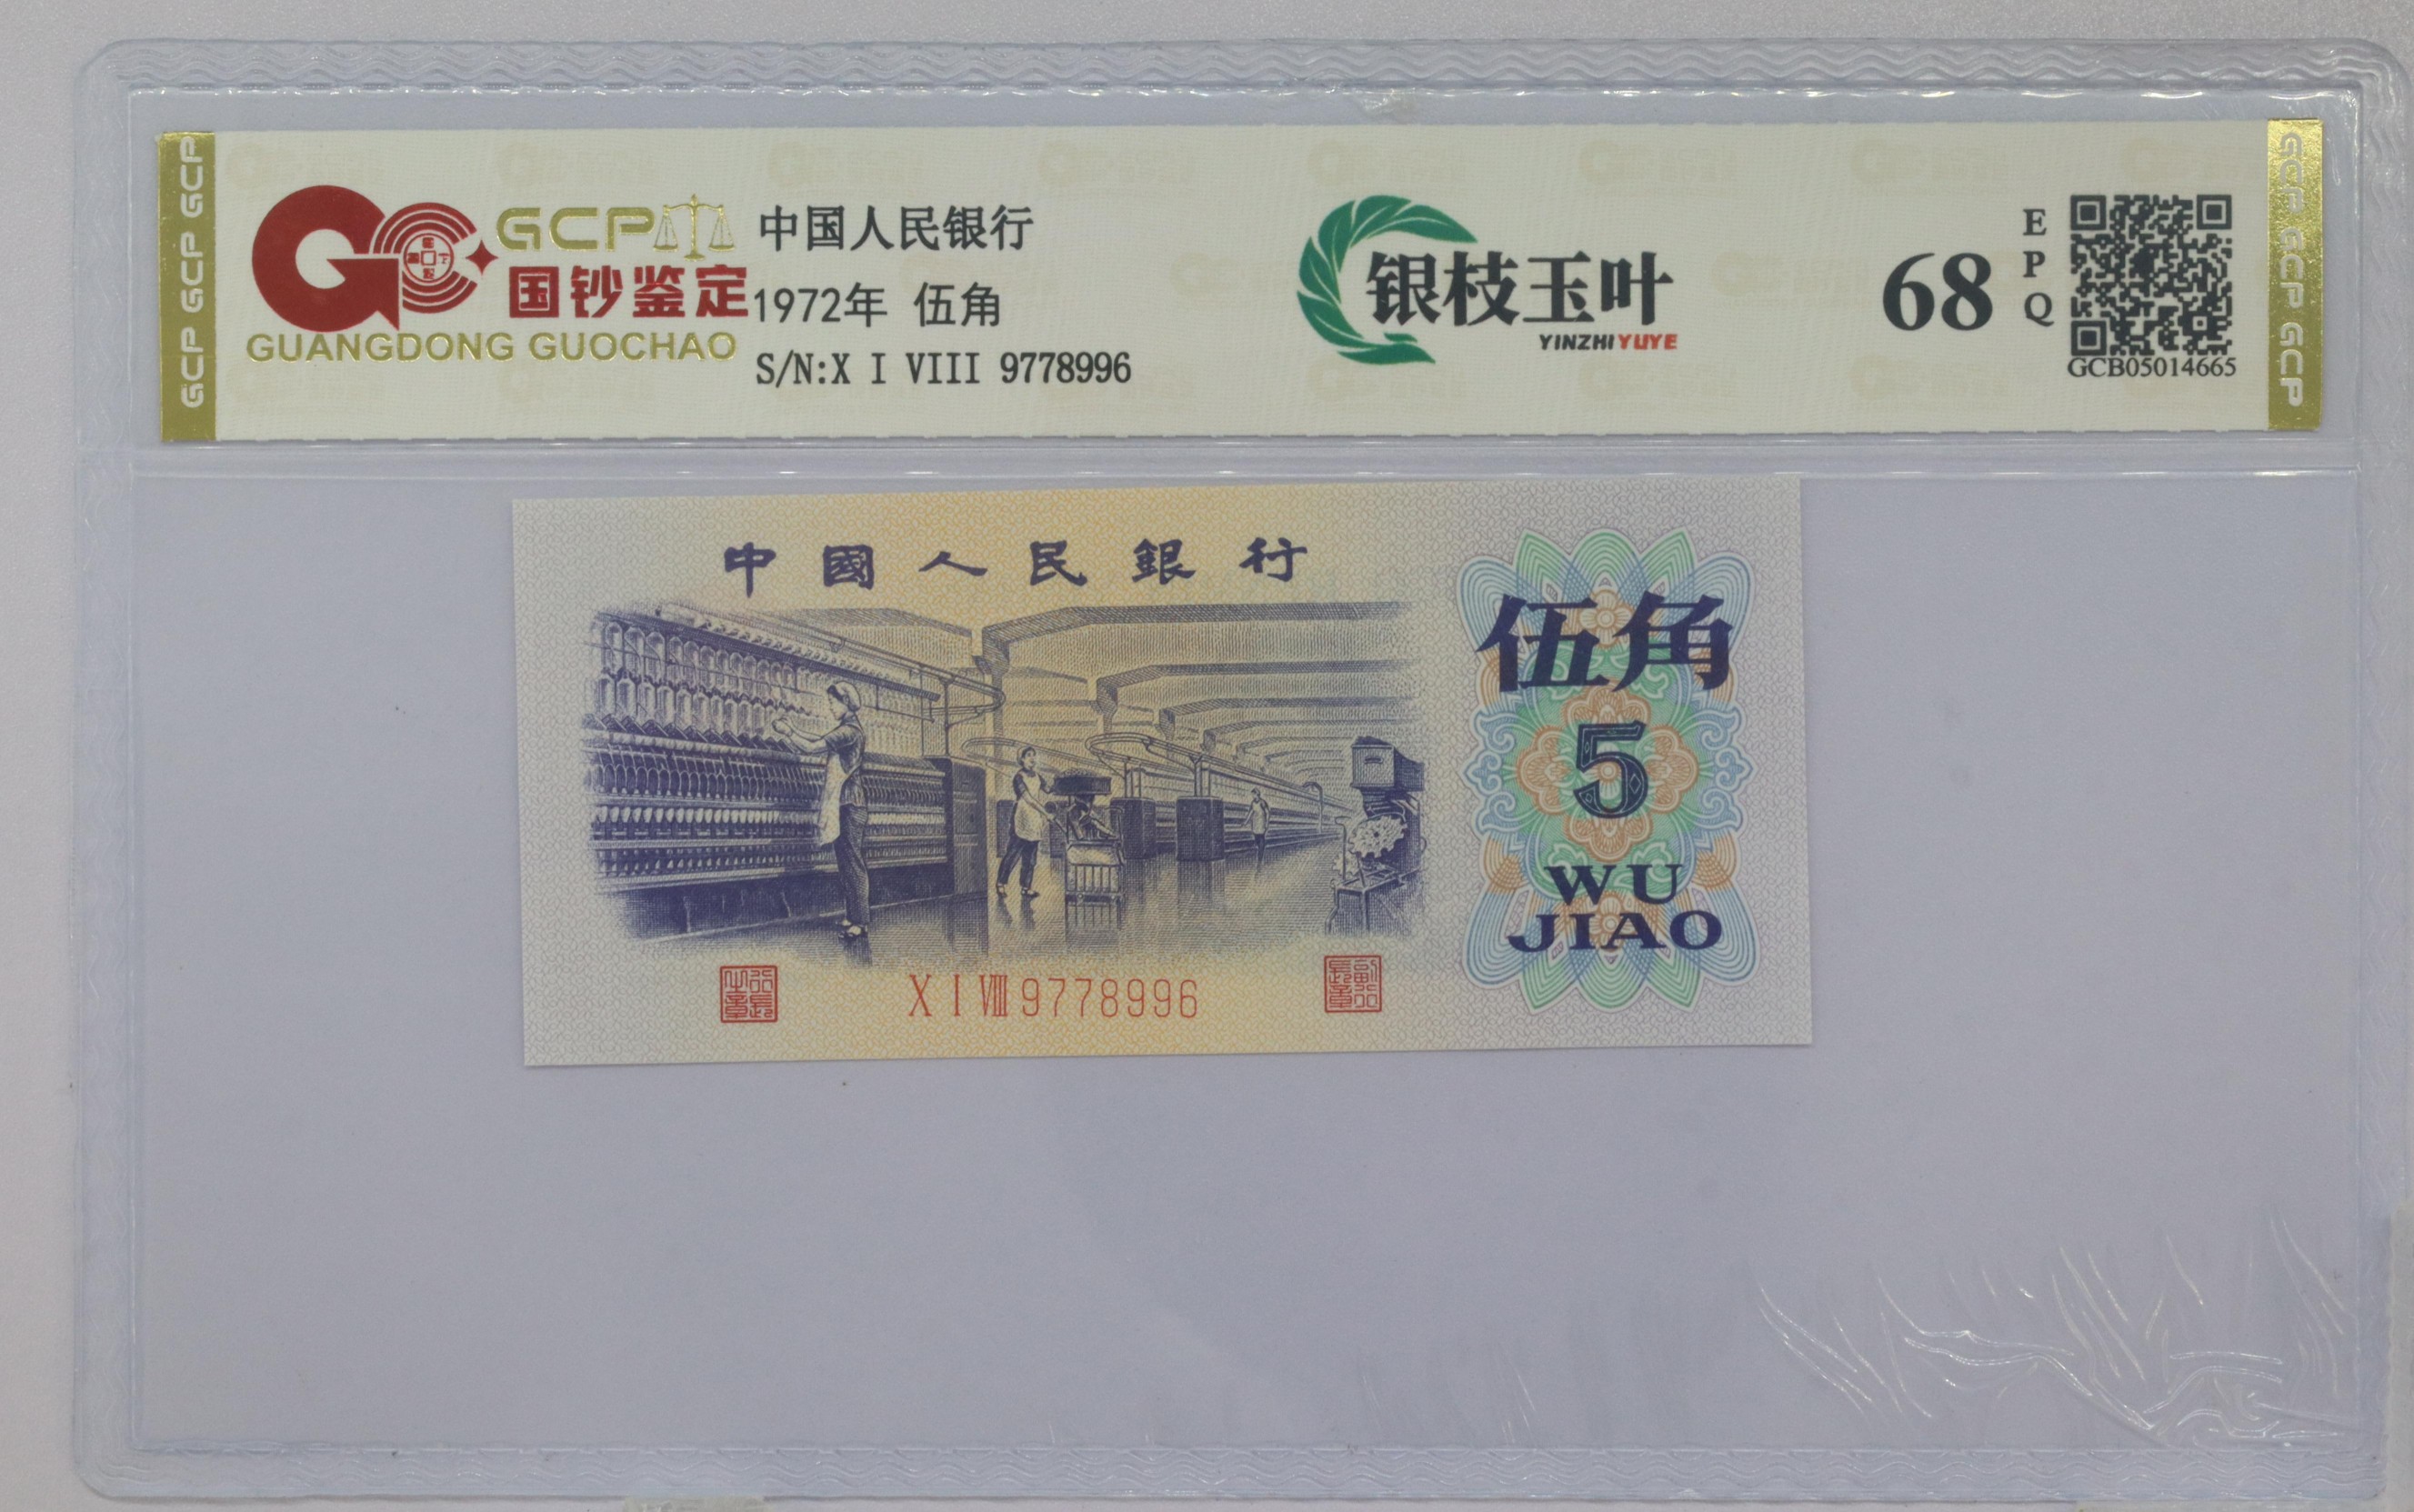 GCP GCP GCP
GCP
国钞鉴定
GUANGDONG GUOCHAO
中国人民银行
1972年 伍角
S/N:X I VIII 9778996
银枝玉叶
YINZHIYUYE
68
EPQ
GCB05014665
GCP GCP GCP
中國人民銀行
伍角
5
WU
JIAO
X I VIII 9778996